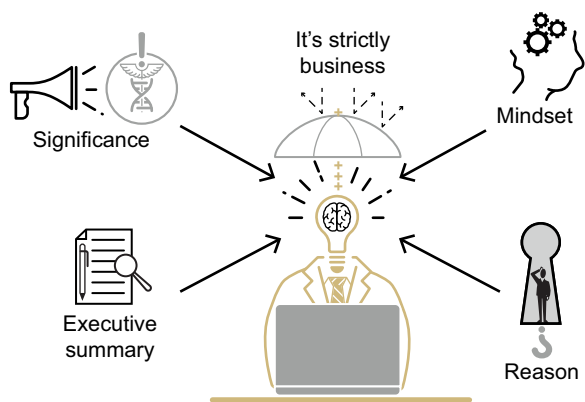 It's strictly
business
Mindset
Significance
Executive
summary
Reason